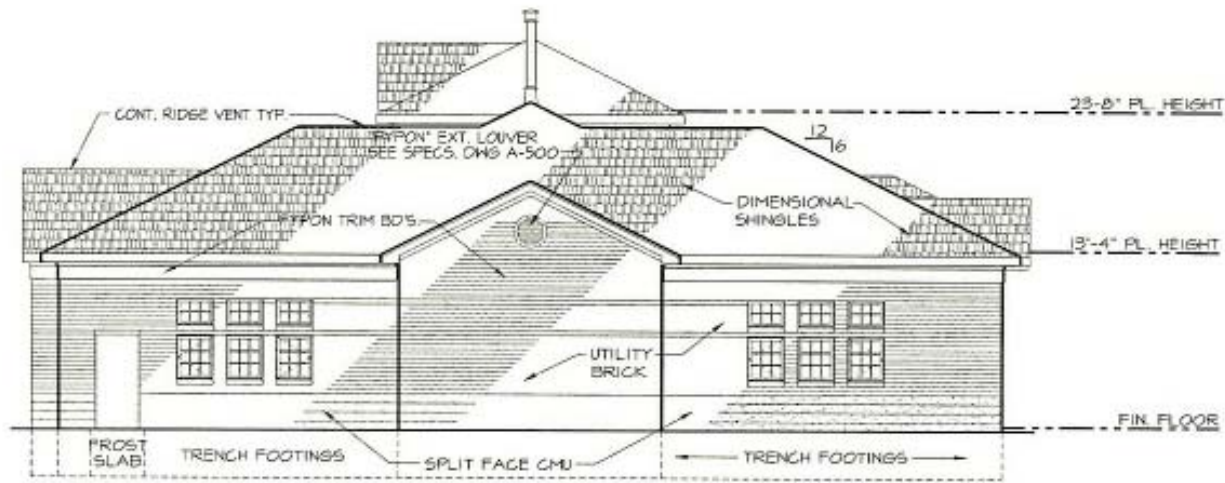 23'-8" PL. HEIGHT
CONT. RIDGE VENT TYP.
"FYPON" EXT. LOUVER
SEE SPECS. DWG A-500
12
6
DIMENSIONAL
SHINGLES
FYPON TRIM BD'S.
13'-4" PL. HEIGHT
UTILITY
BRICK
FIN. FLOOR
FROST
SLAB
TRENCH FOOTINGS
SPLIT FACE CMU
TRENCH FOOTINGS